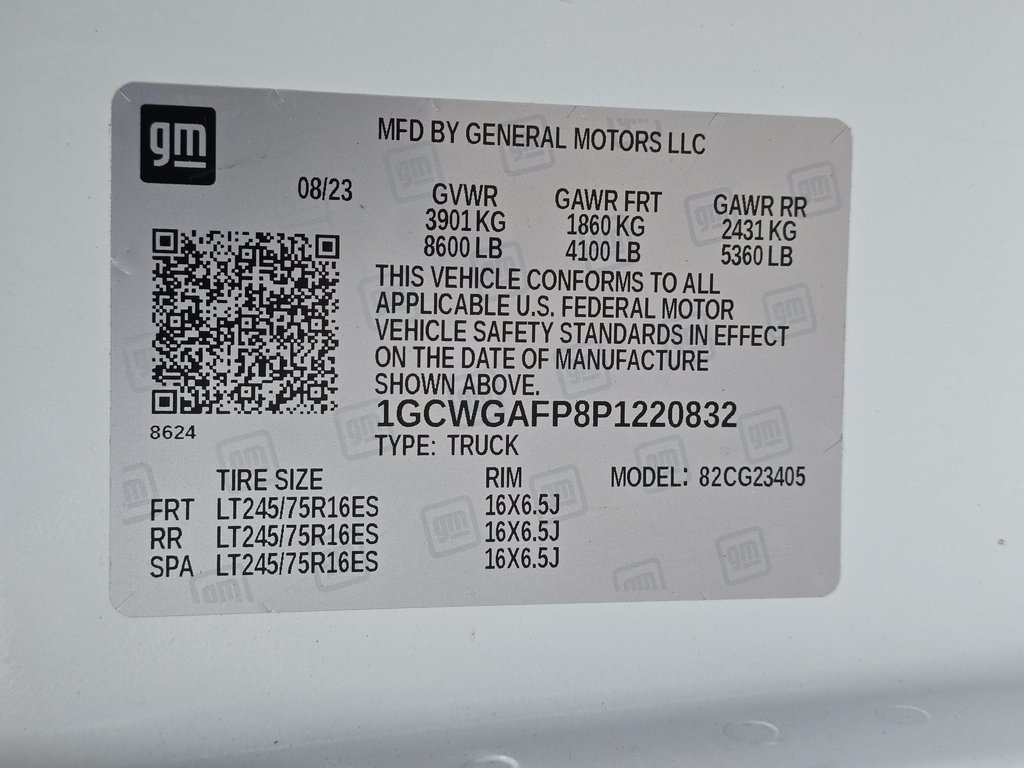 gm
MFD BY GENERAL MOTORS LLC
08/23
GVWR GAWR FRT GAWR RR
3901 KG 1860 KG 2431 KG
8600 LB 4100 LB 5360 LB
THIS VEHICLE CONFORMS TO ALL
APPLICABLE U.S. FEDERAL MOTOR
VEHICLE SAFETY STANDARDS IN EFFECT
ON THE DATE OF MANUFACTURE
SHOWN ABOVE.
1GCWGAFP8P1220832
8624
TYPE: TRUCK
TIRE SIZE RIM MODEL: 82CG23405
FRT LT245/75R16ES 16X6.5J
RR LT245/75R16ES 16X6.5J
SPA LT245/75R16ES 16X6.5J